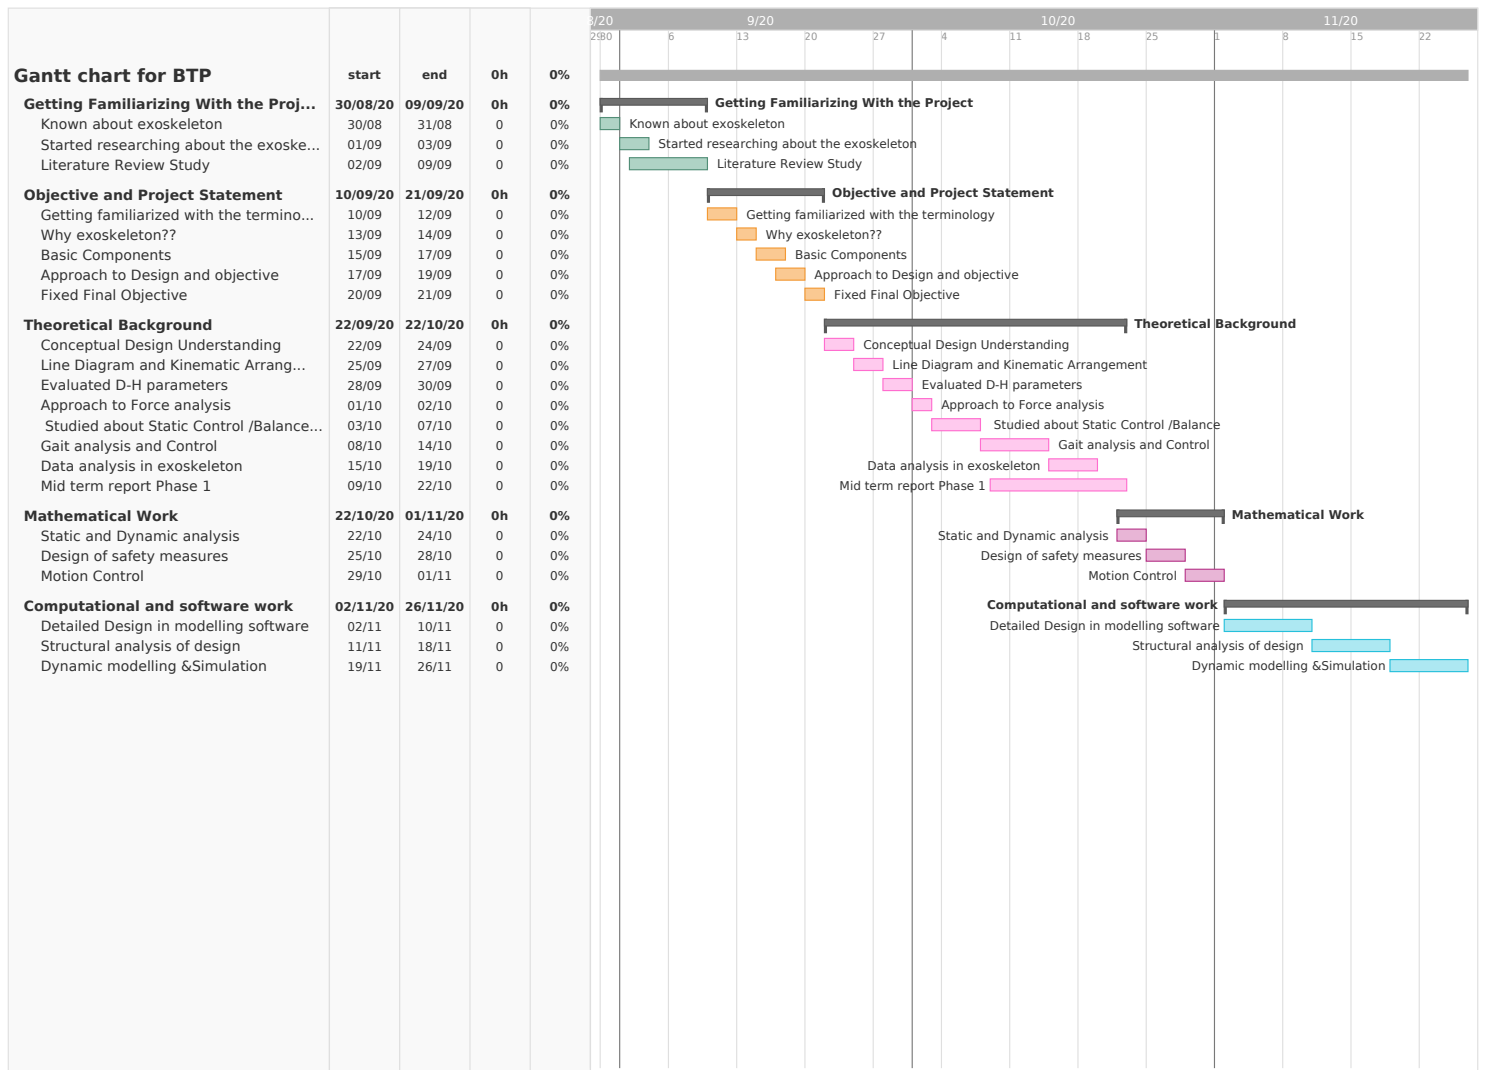 8/20 9/20 10/20 11/20
29 30 6 13 20 27 4 11 18 25 1 8 15 22
Gantt chart for BTP start end 0h 0%
Getting Familiarizing With the Proj... 30/08/20 09/09/20 0h 0% Getting Familiarizing With the Project
Known about exoskeleton 30/08 31/08 0 0% Known about exoskeleton
Started researching about the exoske... 01/09 03/09 0 0% Started researching about the exoskeleton
Literature Review Study 02/09 09/09 0 0% Literature Review Study
Objective and Project Statement 10/09/20 21/09/20 0h 0% Objective and Project Statement
Getting familiarized with the termino... 10/09 12/09 0 0% Getting familiarized with the terminology
Why exoskeleton?? 13/09 14/09 0 0% Why exoskeleton??
Basic Components 15/09 17/09 0 0% Basic Components
Approach to Design and objective 17/09 19/09 0 0% Approach to Design and objective
Fixed Final Objective 20/09 21/09 0 0% Fixed Final Objective
Theoretical Background 22/09/20 22/10/20 0h 0% Theoretical Background
Conceptual Design Understanding 22/09 24/09 0 0% Conceptual Design Understanding
Line Diagram and Kinematic Arrang... 25/09 27/09 0 0% Line Diagram and Kinematic Arrangement
Evaluated D-H parameters 28/09 30/09 0 0% Evaluated D-H parameters
Approach to Force analysis 01/10 02/10 0 0% Approach to Force analysis
Studied about Static Control /Balance... 03/10 07/10 0 0% Studied about Static Control /Balance
Gait analysis and Control 08/10 14/10 0 0% Gait analysis and Control
Data analysis in exoskeleton 15/10 19/10 0 0% Data analysis in exoskeleton
Mid term report Phase 1 09/10 22/10 0 0% Mid term report Phase 1
Mathematical Work 22/10/20 01/11/20 0h 0% Mathematical Work
Static and Dynamic analysis 22/10 24/10 0 0% Static and Dynamic analysis
Design of safety measures 25/10 28/10 0 0% Design of safety measures
Motion Control 29/10 01/11 0 0% Motion Control
Computational and software work 02/11/20 26/11/20 0h 0% Computational and software work
Detailed Design in modelling software 02/11 10/11 0 0% Detailed Design in modelling software
Structural analysis of design 11/11 18/11 0 0% Structural analysis of design
Dynamic modelling &Simulation 19/11 26/11 0 0% Dynamic modelling &Simulation